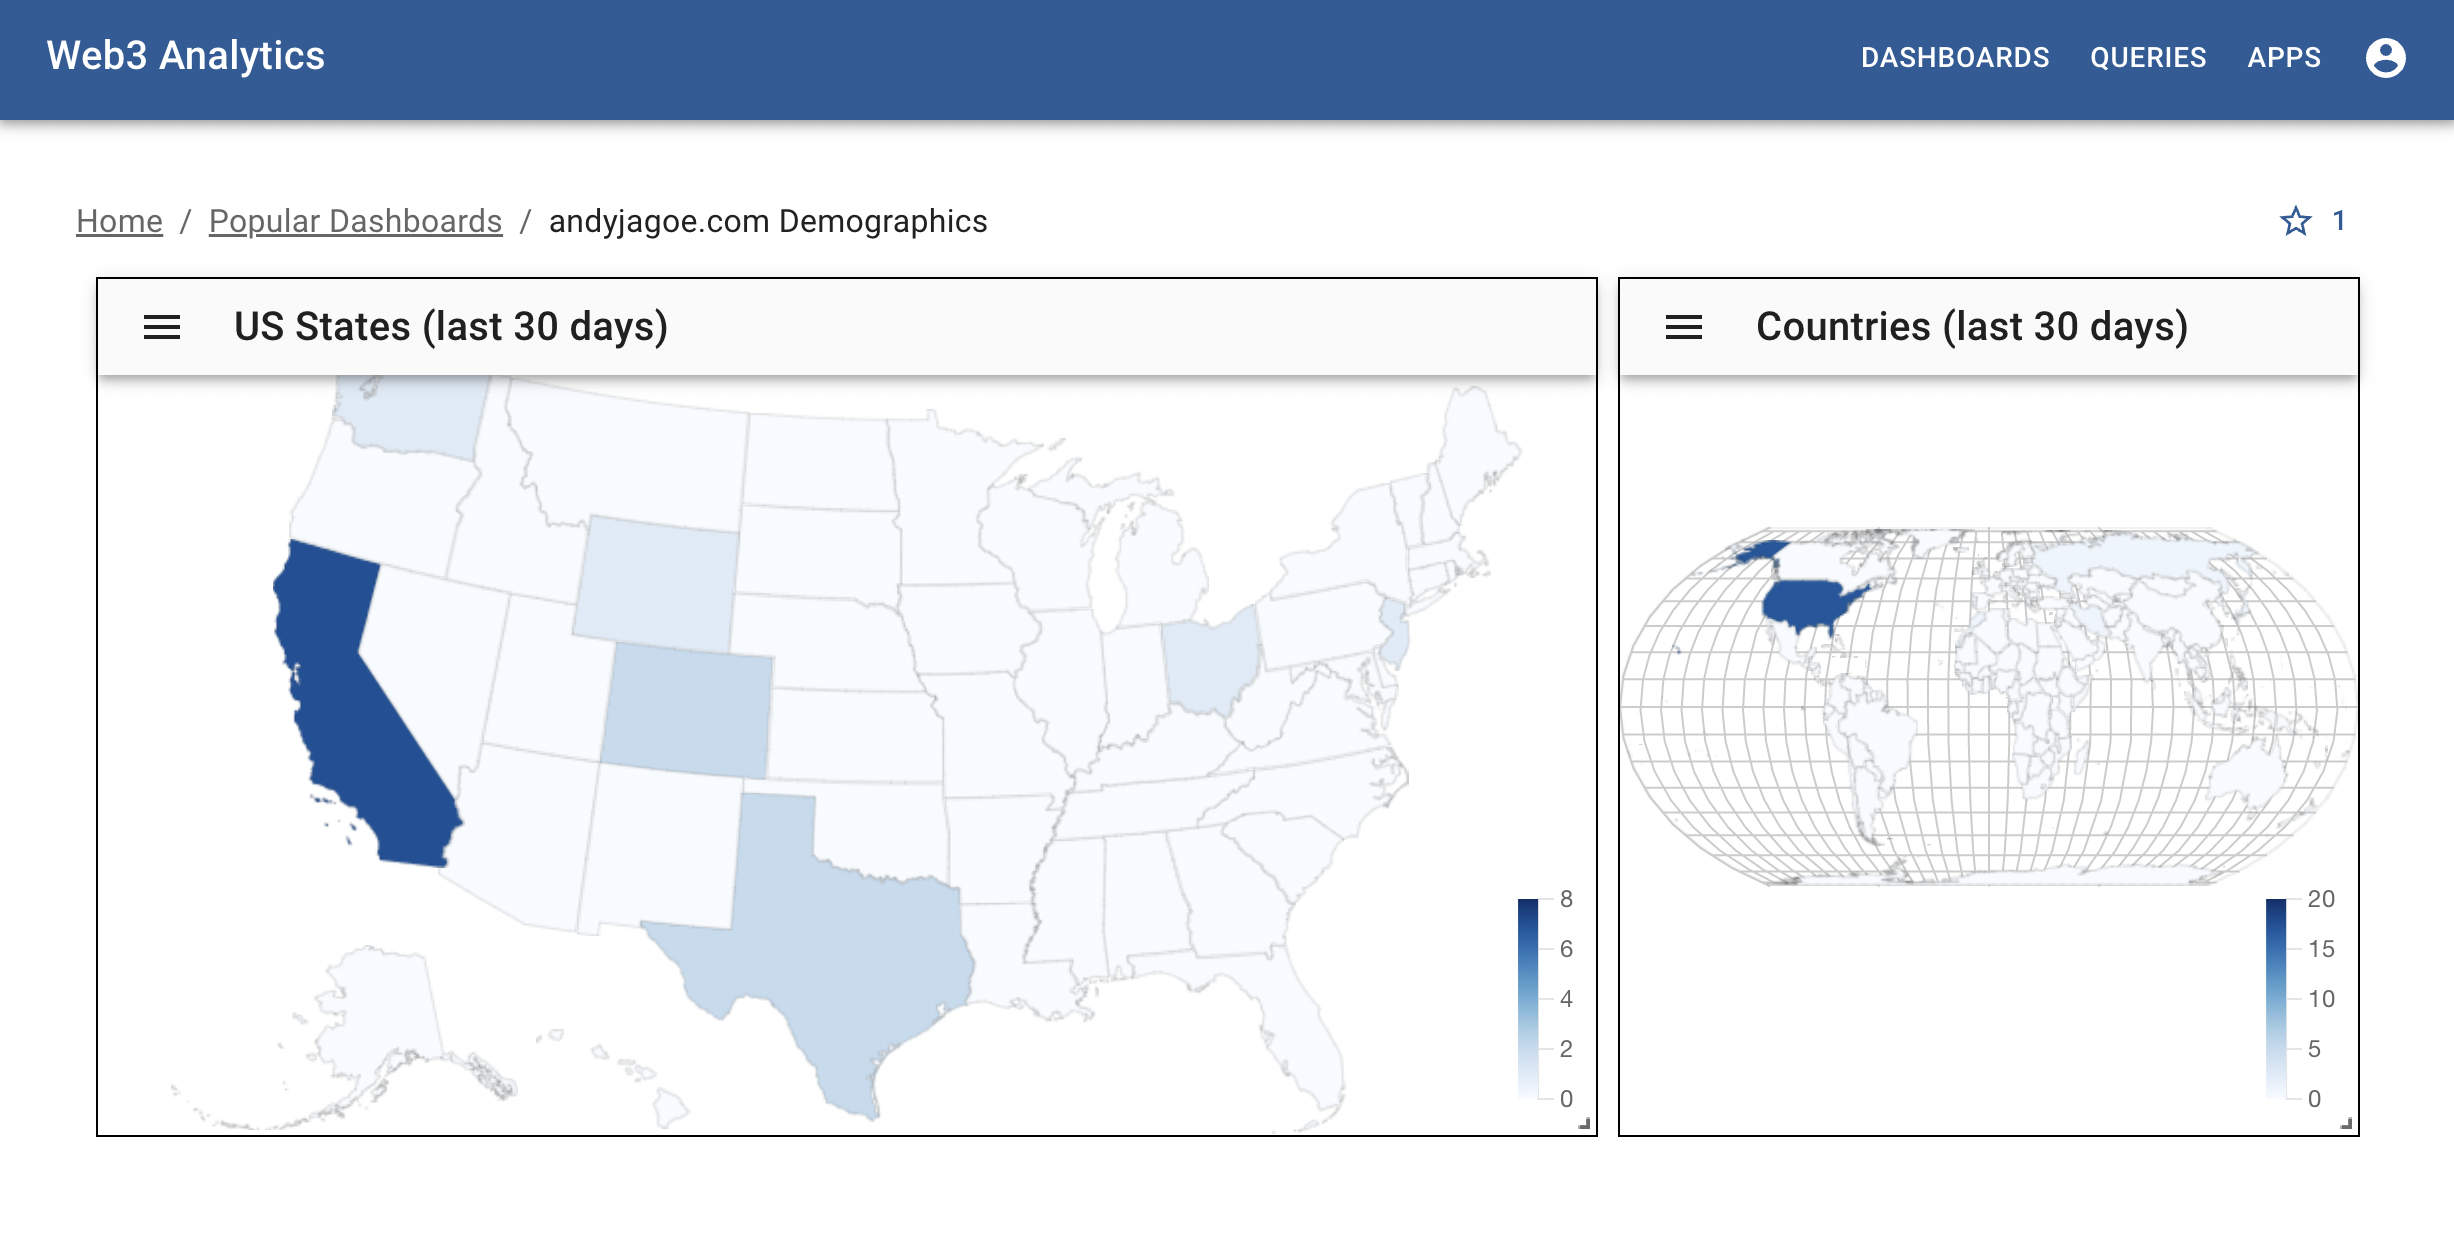 Web3 Analytics
DASHBOARDS QUERIES APPS
Home / Popular Dashboards / andyjagoe.com Demographics
1
US States (last 30 days)
8
6
4
2
0
Countries (last 30 days)
20
15
10
5
0